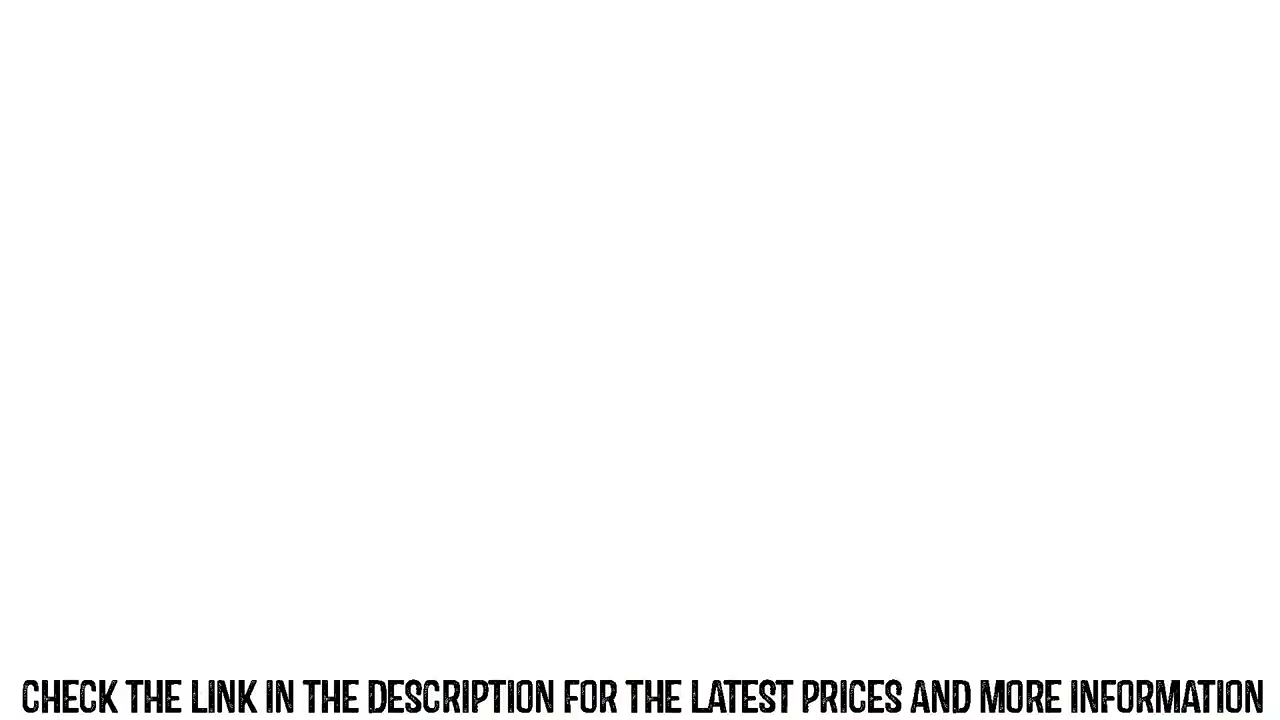 CHECK THE LINK IN THE DESCRIPTION FOR THE LATEST PRICES AND MORE INFORMATION